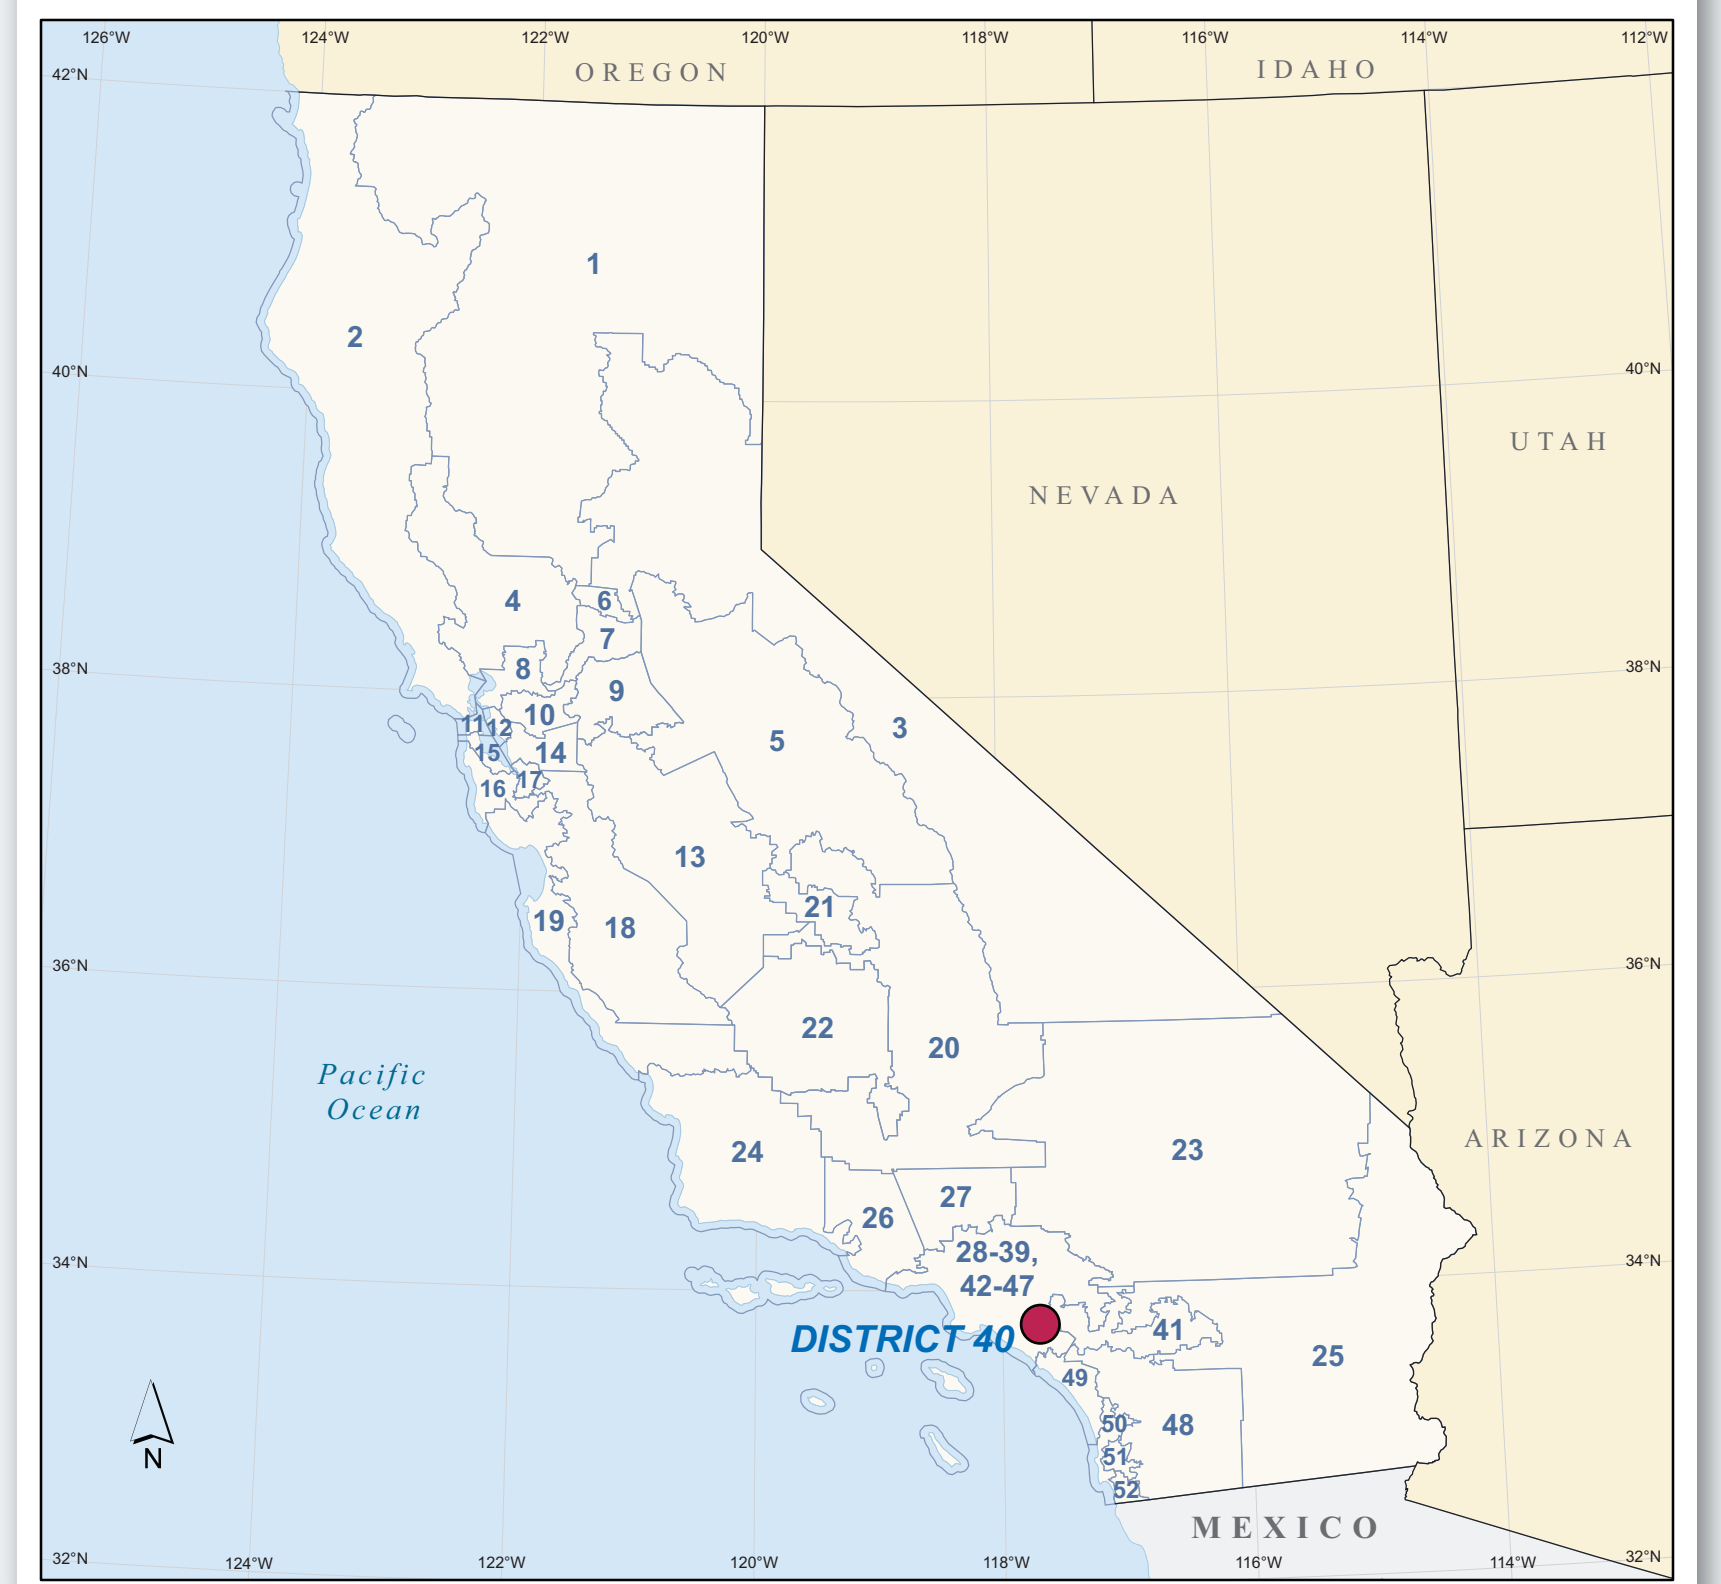 126°W 124°W 122°W 120°W 118°W 116°W 114°W 112°W
42°N
OREGON
IDAHO
1
2
40°N
40°N
UTAH
NEVADA
4
6
7
38°N
8
38°N
9
10
11
12
3
5
15
14
17
16
13
21
19
18
36°N
36°N
22
20
Pacific
Ocean
24
23
ARIZONA
27
26
28-39,
42-47
34°N
34°N
DISTRICT 40
41
25
49
50
48
51
N
52
MEXICO
32°N
32°N
124°W 122°W 120°W 118°W 116°W 114°W